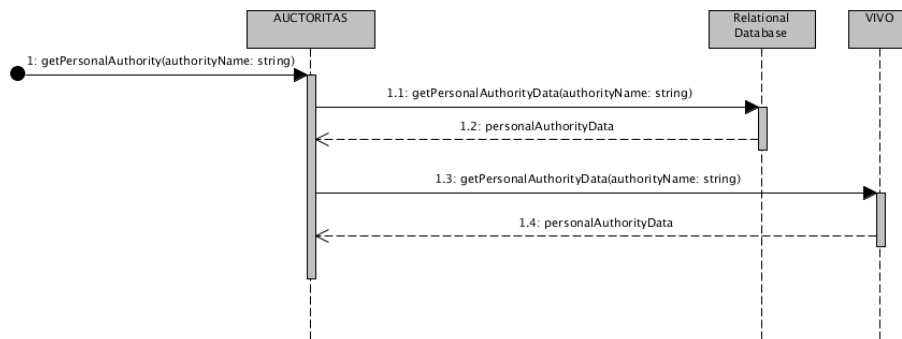 AUCTORITAS
Relational
Database
VIVO
1: getPersonalAuthority(authorityName: string)
1.1: getPersonalAuthorityData(authorityName: string)
1.2: personalAuthorityData
1.3: getPersonalAuthorityData(authorityName: string)
1.4: personalAuthorityData